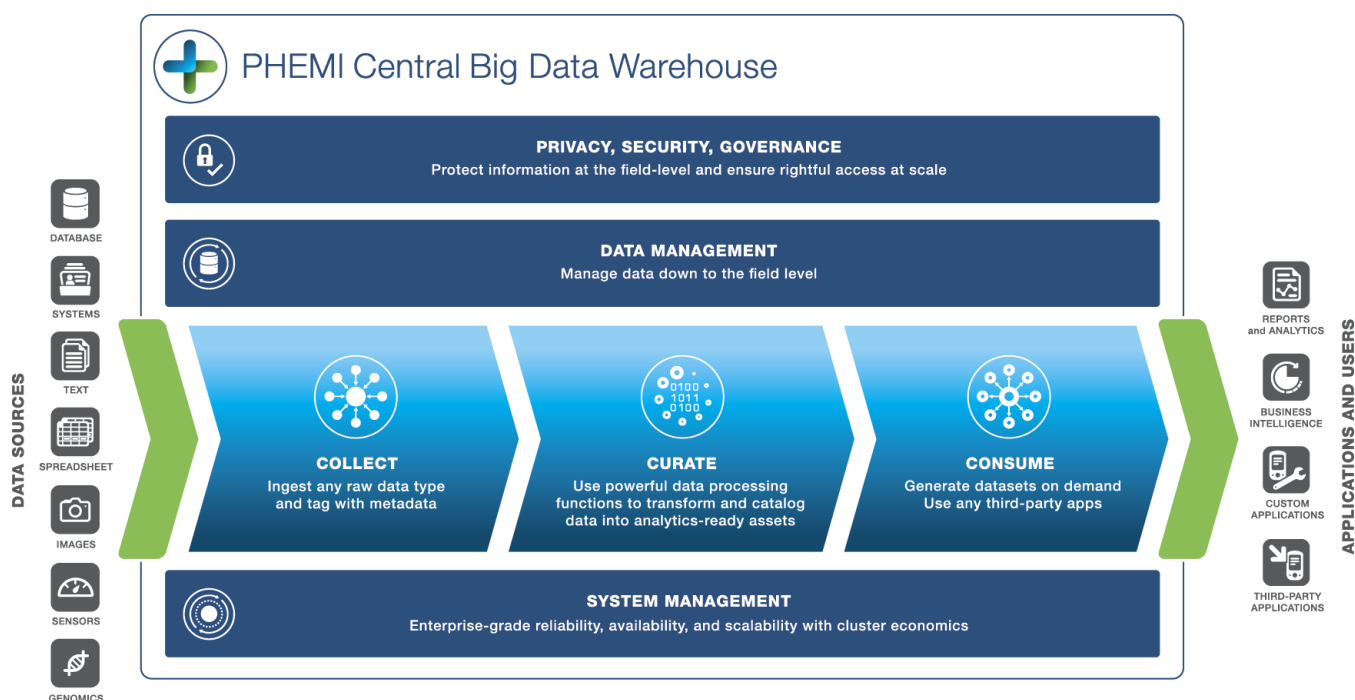 PHEMI Central Big Data Warehouse
PRIVACY, SECURITY, GOVERNANCE
Protect information at the field-level and ensure rightful access at scale
DATA MANAGEMENT
Manage data down to the field level
DATA SOURCES
DATABASE
SYSTEMS
TEXT
SPREADSHEET
IMAGES
SENSORS
GENOMICS
COLLECT
Ingest any raw data type
and tag with metadata
0100
1011
0100
CURATE
Use powerful data processing
functions to transform and catalog
data into analytics-ready assets
CONSUME
Generate datasets on demand
Use any third-party apps
SYSTEM MANAGEMENT
Enterprise-grade reliability, availability, and scalability with cluster economics
REPORTS
and ANALYTICS
BUSINESS
INTELLIGENCE
CUSTOM
APPLICATIONS
THIRD-PARTY
APPLICATIONS
APPLICATIONS AND USERS